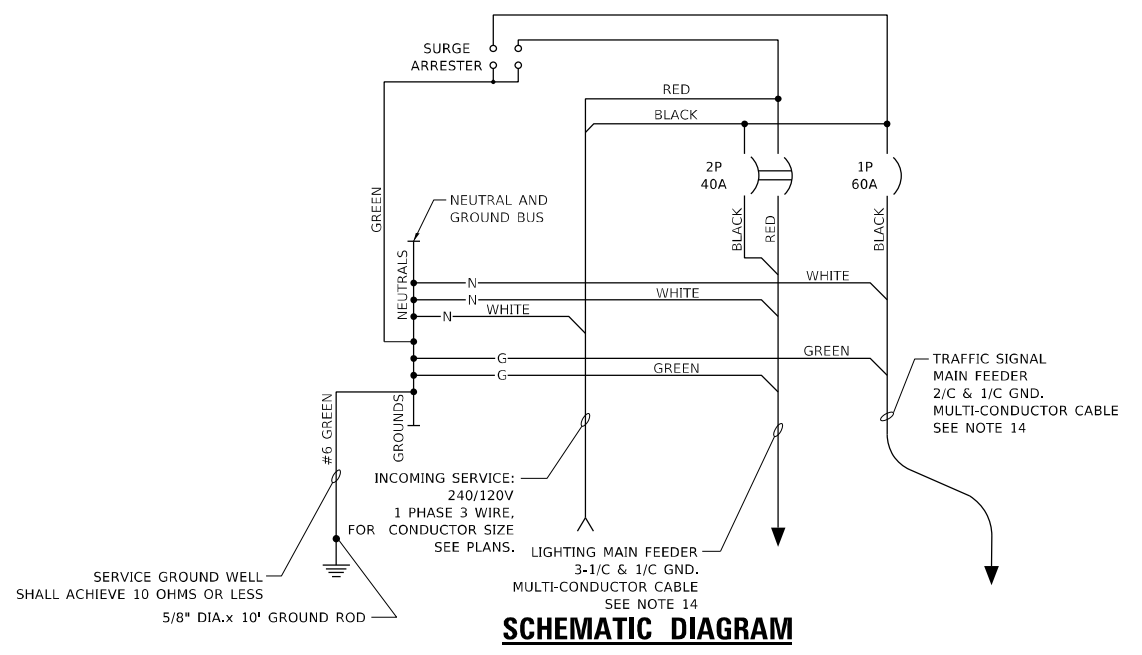 SURGE
ARRESTER
RED
BLACK
2P
40A
1P
60A
GREEN
NEUTRAL AND
GROUND BUS
BLACK
RED
BLACK
NEUTRALS
N
WHITE
N
WHITE
N
WHITE
G
GREEN
G
GREEN
TRAFFIC SIGNAL
MAIN FEEDER
2/C & 1/C GND.
MULTI-CONDUCTOR CABLE
SEE NOTE 14
#6 GREEN
GROUNDS
INCOMING SERVICE:
240/120V
1 PHASE 3 WIRE,
FOR CONDUCTOR SIZE
SEE PLANS.
LIGHTING MAIN FEEDER
3-1/C & 1/C GND.
MULTI-CONDUCTOR CABLE
SEE NOTE 14
SERVICE GROUND WELL
SHALL ACHIEVE 10 OHMS OR LESS
5/8" DIA.x 10' GROUND ROD
SCHEMATIC DIAGRAM